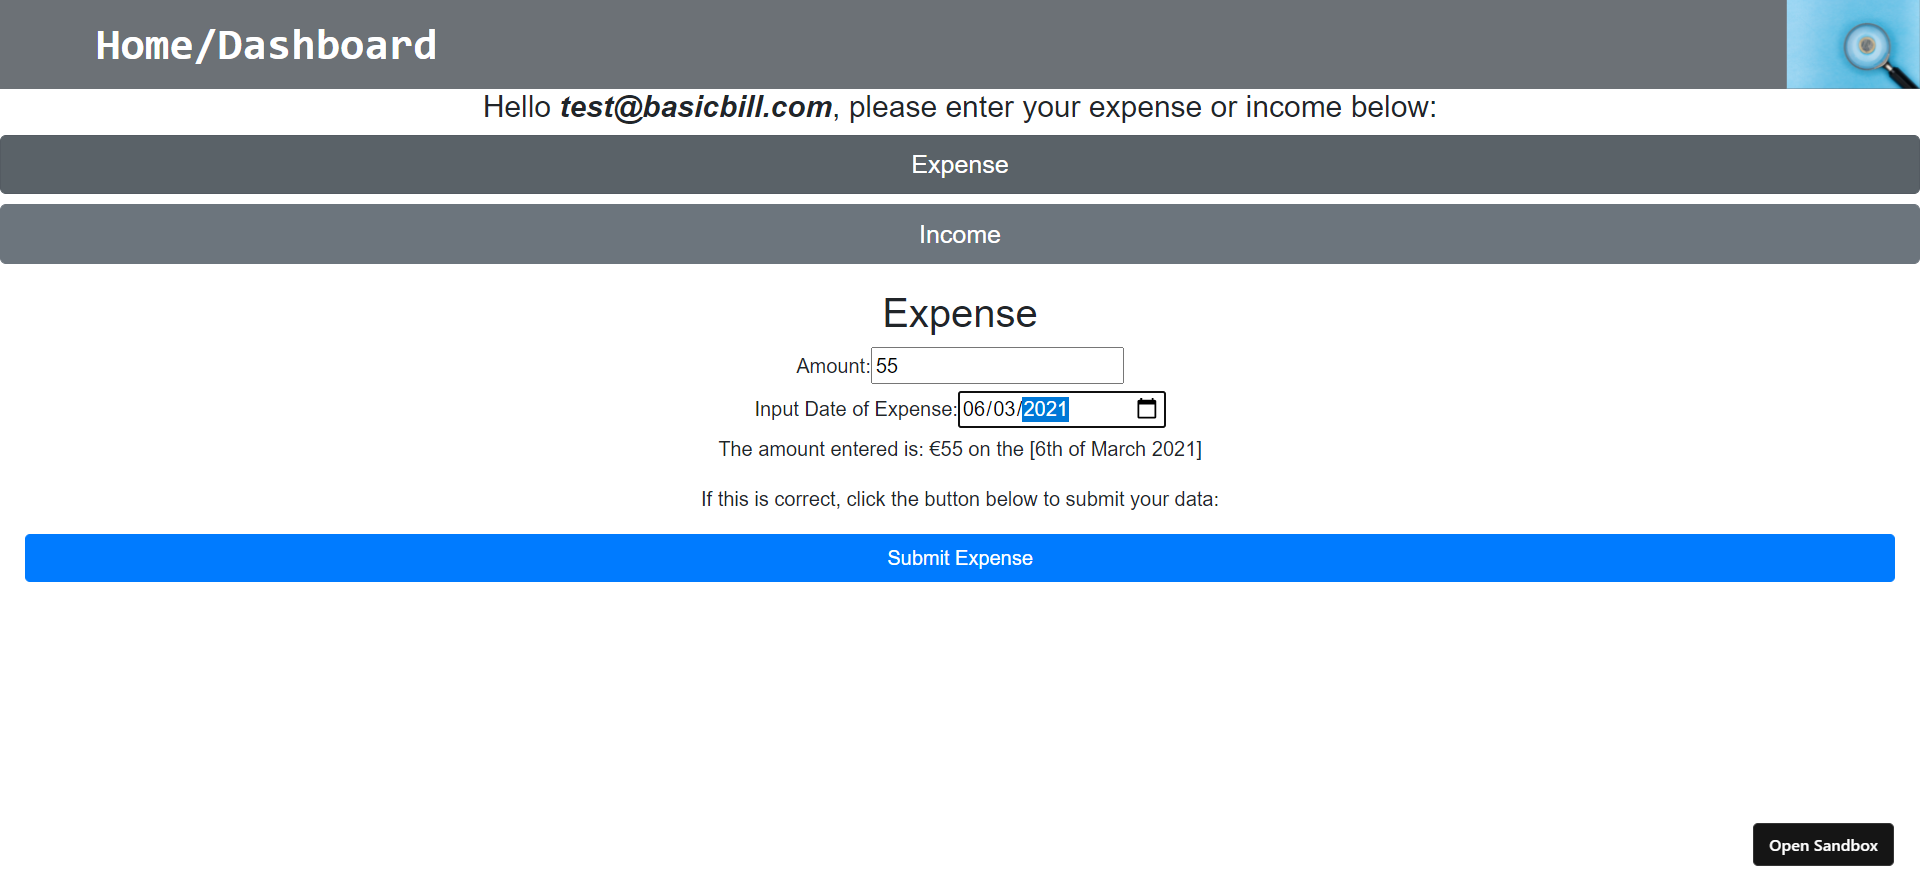 Home/Dashboard
Hello test@basicbill.com, please enter your expense or income below:
Expense
Income
Expense
Amount: 55
Input Date of Expense: 06/03/2021
The amount entered is: €55 on the [6th of March 2021]
If this is correct, click the button below to submit your data:
Submit Expense
Open Sandbox